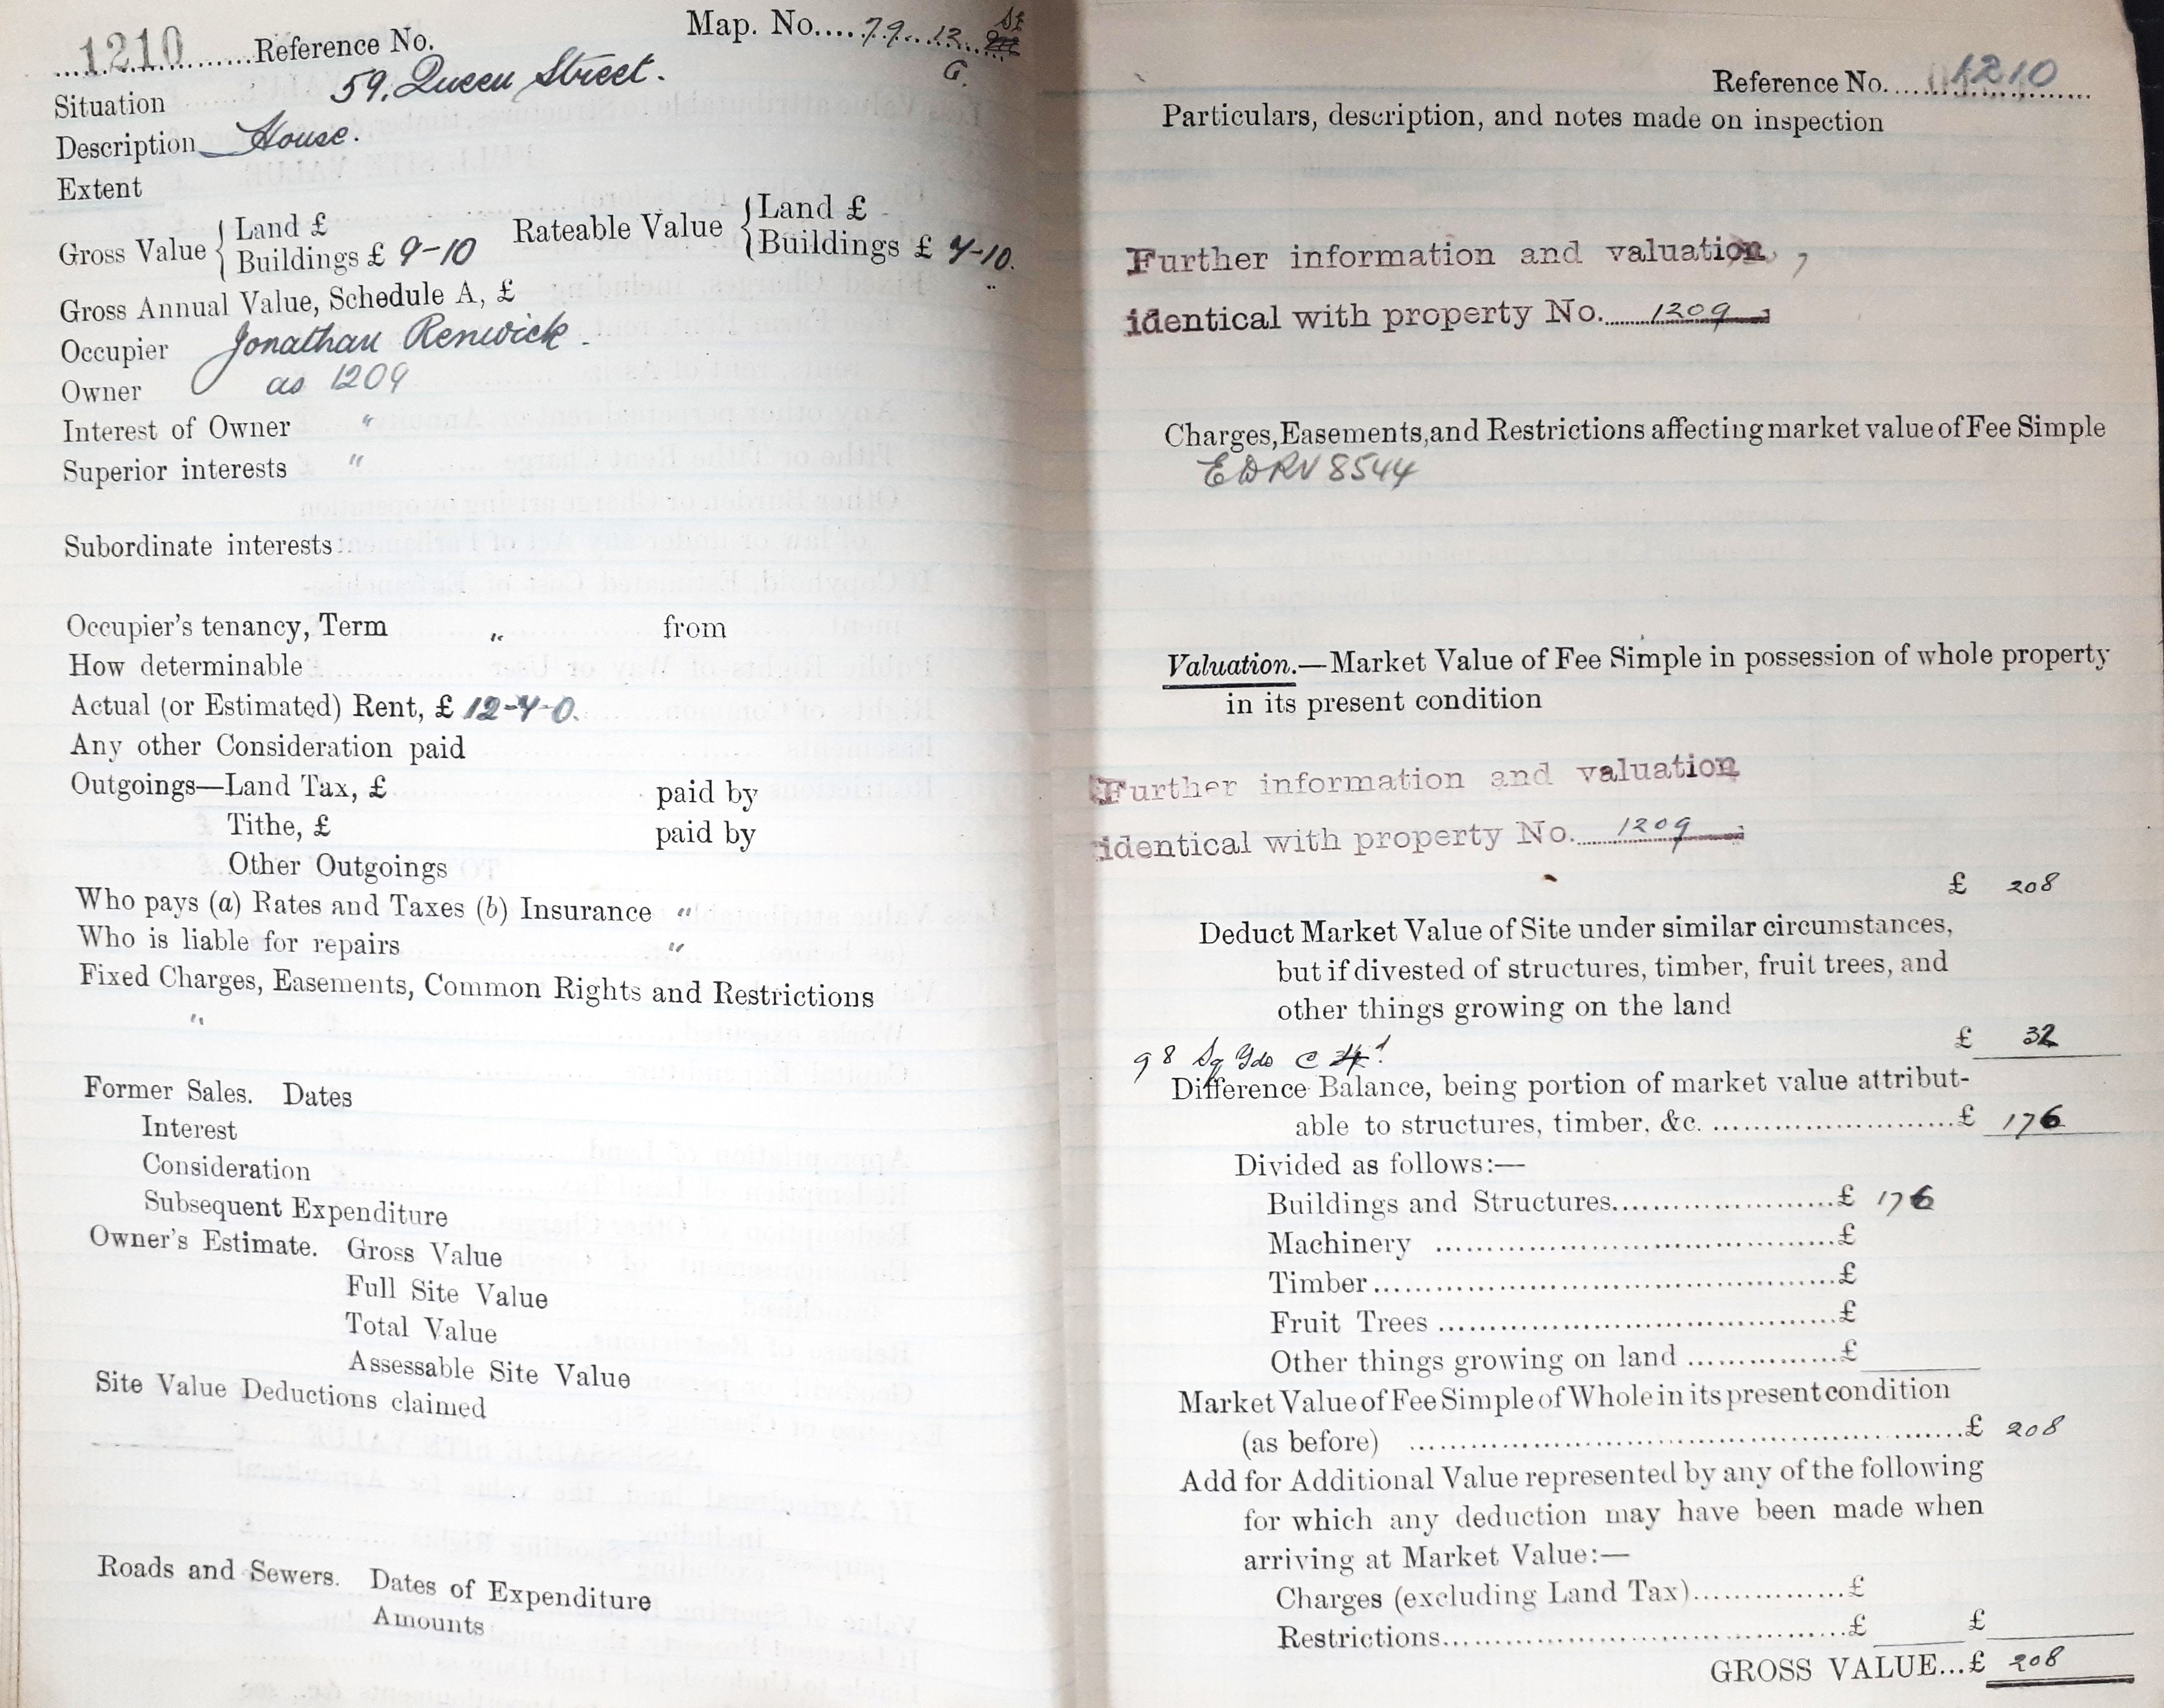 1210 Reference No.
Map. No. 79. 12. SE
G.
Situation 59, Queen Street.
Description House.
Extent
Gross Value { Land £
Buildings £ 9-10
Rateable Value { Land £
Buildings £ 7-10.
Gross Annual Value, Schedule A, £
Occupier Jonathan Renwick.
Owner as 1209
Interest of Owner "
Superior interests "
Subordinate interests
Occupier's tenancy, Term " from
How determinable
Actual (or Estimated) Rent, £ 12-7-0.
Any other Consideration paid
Outgoings—Land Tax, £ paid by
Tithe, £ paid by
Other Outgoings
Who pays (a) Rates and Taxes (b) Insurance "
Who is liable for repairs "
Fixed Charges, Easements, Common Rights and Restrictions
"
Former Sales. Dates
Interest
Consideration
Subsequent Expenditure
Owner's Estimate. Gross Value
Full Site Value
Total Value
Assessable Site Value
Site Value Deductions claimed
Roads and Sewers. Dates of Expenditure
Amounts
Reference No. 1210
Particulars, description, and notes made on inspection
Further information and valuation
identical with property No. 1209
Charges, Easements, and Restrictions affecting market value of Fee Simple
EDRV 8544
Valuation.—Market Value of Fee Simple in possession of whole property
in its present condition
Further information and valuation
identical with property No. 1209
£ 208
Deduct Market Value of Site under similar circumstances,
but if divested of structures, timber, fruit trees, and
other things growing on the land
£ 32
98 Sq Yds @
Difference Balance, being portion of market value attribut-
able to structures, timber, &c. £ 176
Divided as follows:—
Buildings and Structures £ 176
Machinery £
Timber £
Fruit Trees £
Other things growing on land £
Market Value of Fee Simple of Whole in its present condition
(as before) £ 208
Add for Additional Value represented by any of the following
for which any deduction may have been made when
arriving at Market Value:—
Charges (excluding Land Tax) £
Restrictions £ £
GROSS VALUE...£ 208